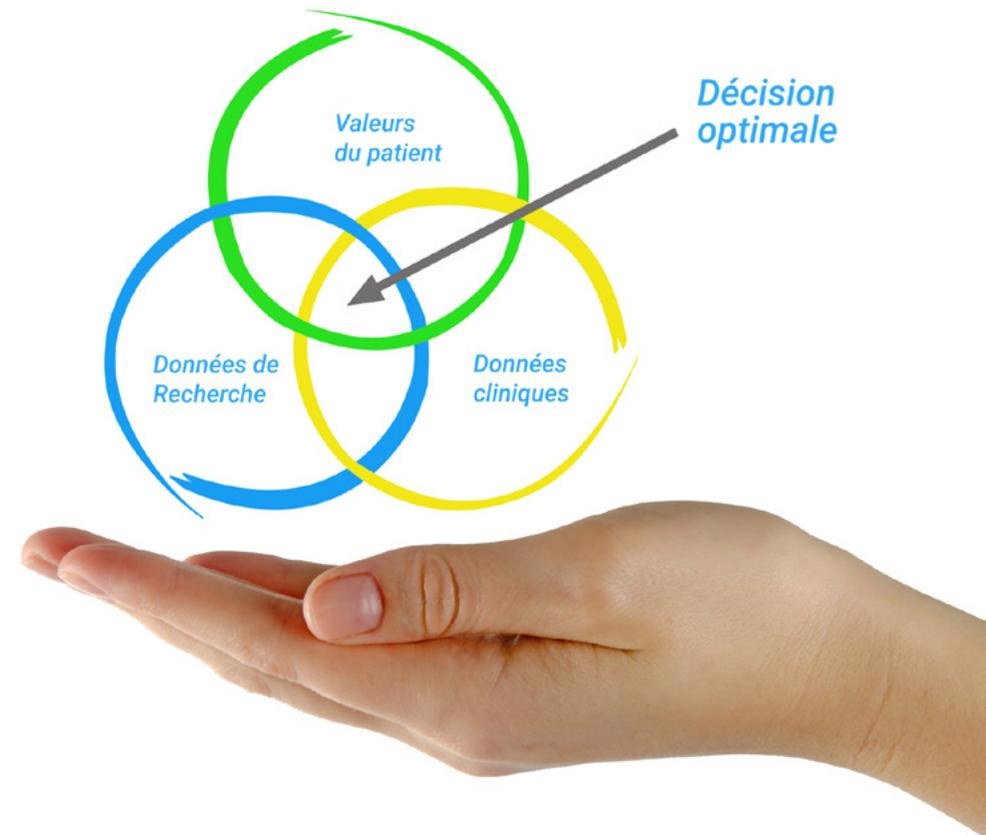 Valeurs
du patient
Décision
optimale
Données de
Recherche
Données
cliniques